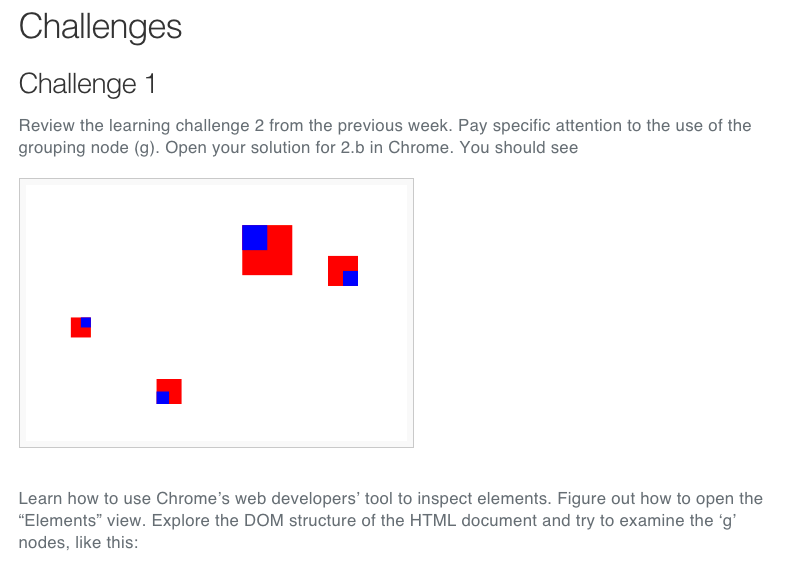 Challenges
Challenge 1
Review the learning challenge 2 from the previous week. Pay specific attention to the use of the
grouping node (g). Open your solution for 2.b in Chrome. You should see
Learn how to use Chrome’s web developers’ tool to inspect elements. Figure out how to open the
“Elements” view. Explore the DOM structure of the HTML document and try to examine the ‘g’
nodes, like this: